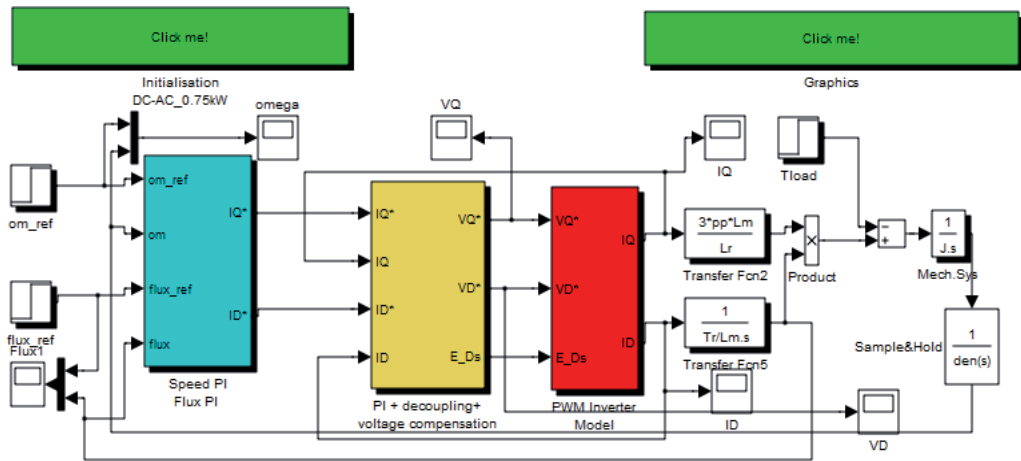 Click me!
Click me!
Initialisation
DC-AC_0.75kW
Graphics
omega
VQ
IQ
Tload
om_ref
om_ref
om
flux_ref
flux
IQ*
ID*
Speed PI
Flux PI
flux_ref
Flux1
IQ*
IQ
ID*
ID
VQ*
VD*
E_Ds
PI + decoupling+
voltage compensation
VQ*
VD*
E_Ds
IQ
ID
PWM Inverter
Model
3*pp*Lm
Lr
Transfer Fcn2
1
Tr/Lm.s
Transfer Fcn5
×
Product
−
+
1
J.s
Mech.Sys
Sample&Hold
1
den(s)
ID
VD